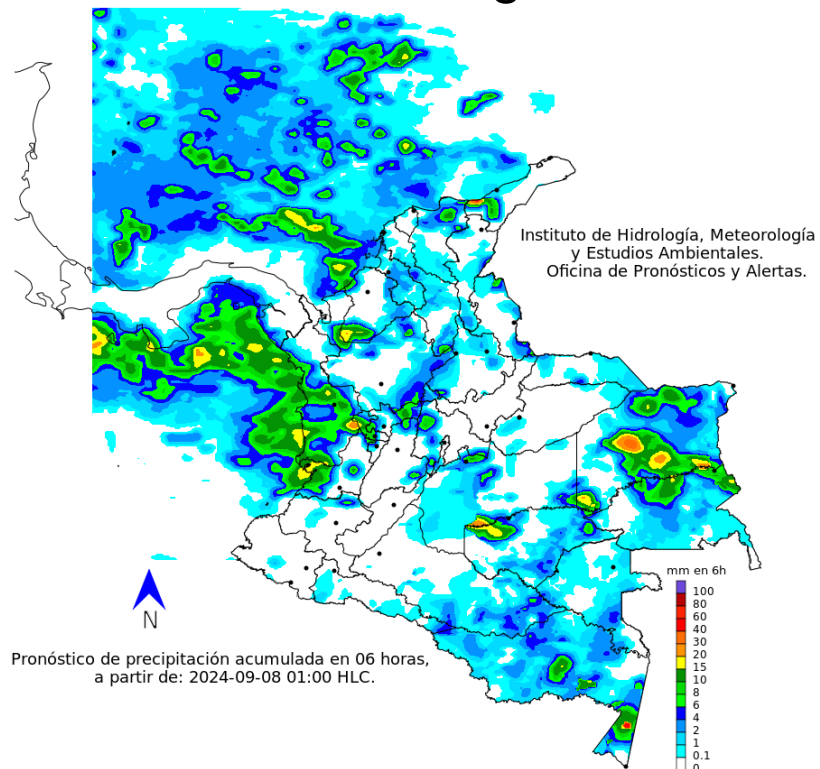 Instituto de Hidrología, Meteorología
y Estudios Ambientales.
Oficina de Pronósticos y Alertas.
mm en 6h
100
80
60
40
30
20
15
10
8
6
4
2
1
0.1
0
N
Pronóstico de precipitación acumulada en 06 horas,
a partir de: 2024-09-08 01:00 HLC.